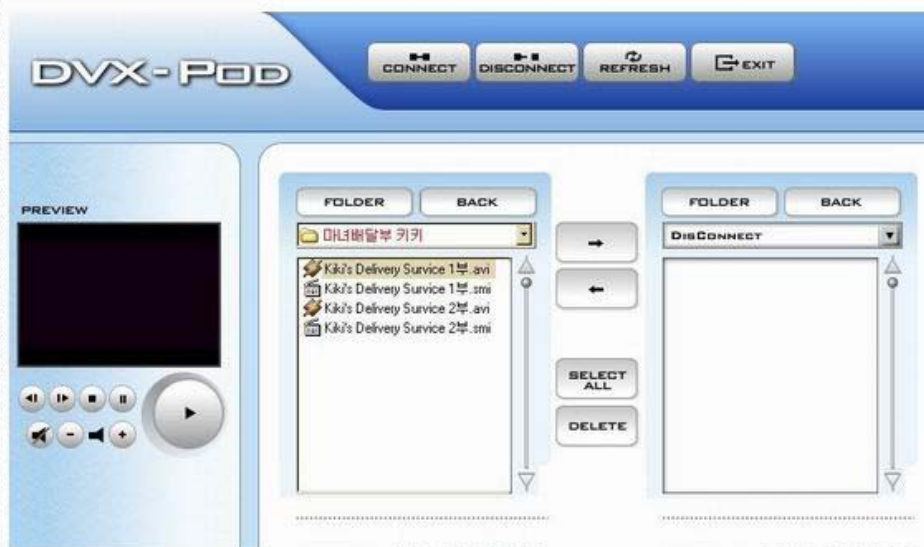 DVX-POD
CONNECT
DISCONNECT
REFRESH
EXIT
PREVIEW
FOLDER
BACK
마녀배달부 키키
Kiki's Delivery Survice 1부.avi
Kiki's Delivery Survice 1부.smi
Kiki's Delivery Survice 2부.avi
Kiki's Delivery Survice 2부.smi
SELECT
ALL
DELETE
FOLDER
BACK
DISCONNECT